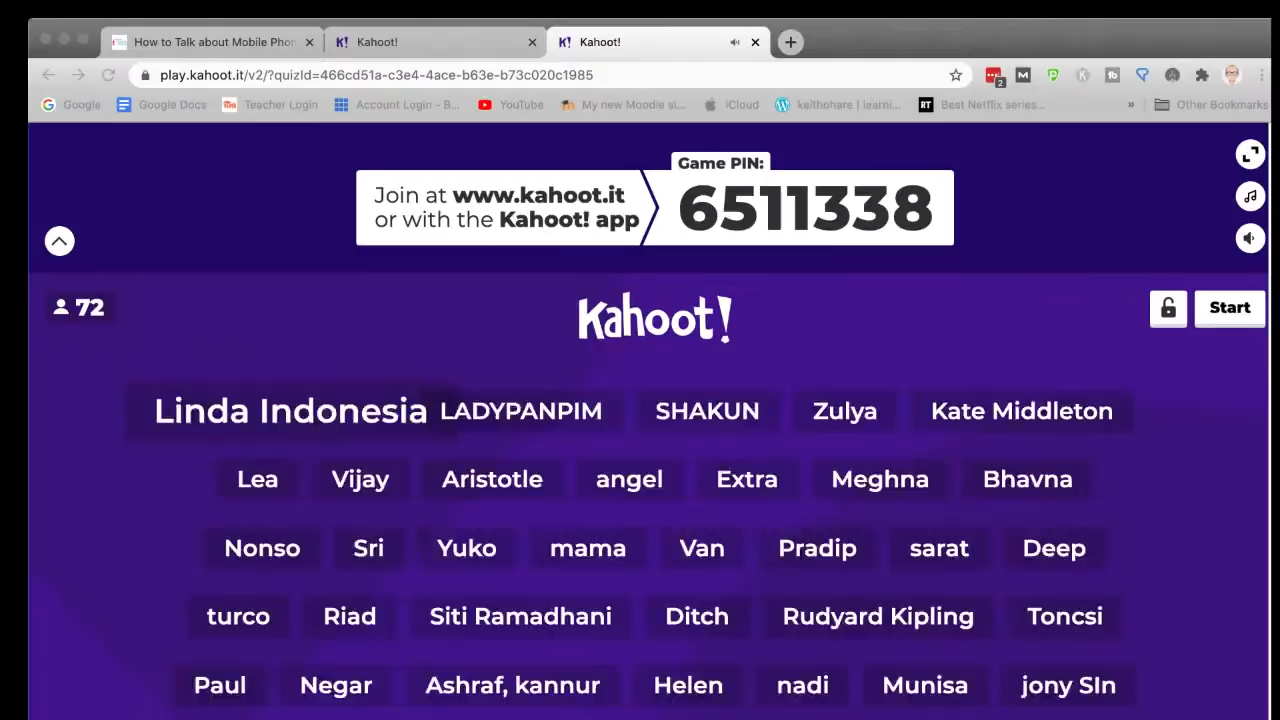 How to Talk about Mobile Phon
Kahoot!
Kahoot!
play.kahoot.it/v2/?quizId=466cd51a-c3e4-4ace-b63e-b73c020c1985
2
Google Google Docs Teacher Login Account Login - B... YouTube My new Moodle si... iCloud keithohare | learni... RT Best Netflix series... » Other Bookmarks
Game PIN:
Join at www.kahoot.it
or with the Kahoot! app
6511338
72
Kahoot!
Start
Linda Indonesia LADYPANPIM SHAKUN Zulya Kate Middleton
Lea Vijay Aristotle angel Extra Meghna Bhavna
Nonso Sri Yuko mama Van Pradip sarat Deep
turco Riad Siti Ramadhani Ditch Rudyard Kipling Toncsi
Paul Negar Ashraf, kannur Helen nadi Munisa jony SIn